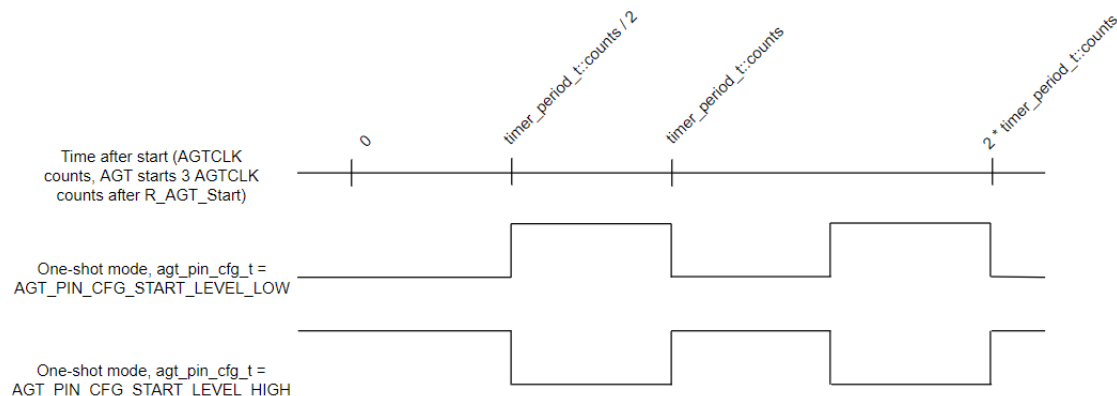 timer_period_t::counts / 2
timer_period_t::counts
2 * timer_period_t::counts
0
Time after start (AGTCLK
counts, AGT starts 3 AGTCLK
counts after R_AGT_Start)
One-shot mode, agt_pin_cfg_t =
AGT_PIN_CFG_START_LEVEL_LOW
One-shot mode, agt_pin_cfg_t =
AGT_PIN_CFG_START_LEVEL_HIGH